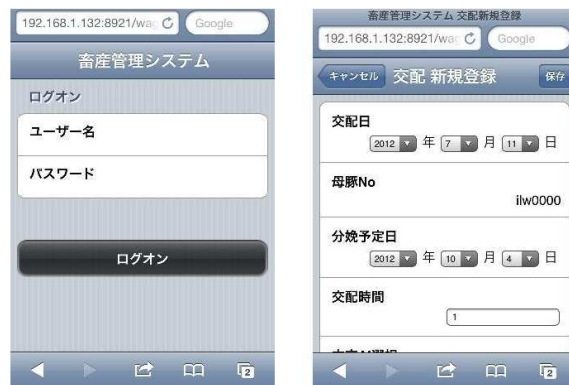 192.168.1.132:8921/wag
Google
畜産管理システム
ログオン
ユーザー名
パスワード
ログオン
2
畜産管理システム 交配新規登録
192.168.1.132:8921/wag
Google
キャンセル
交配 新規登録
保存
交配日
2012 年 7 月 11 日
母豚No
ilw0000
分娩予定日
2012 年 10 月 4 日
交配時間
1
2